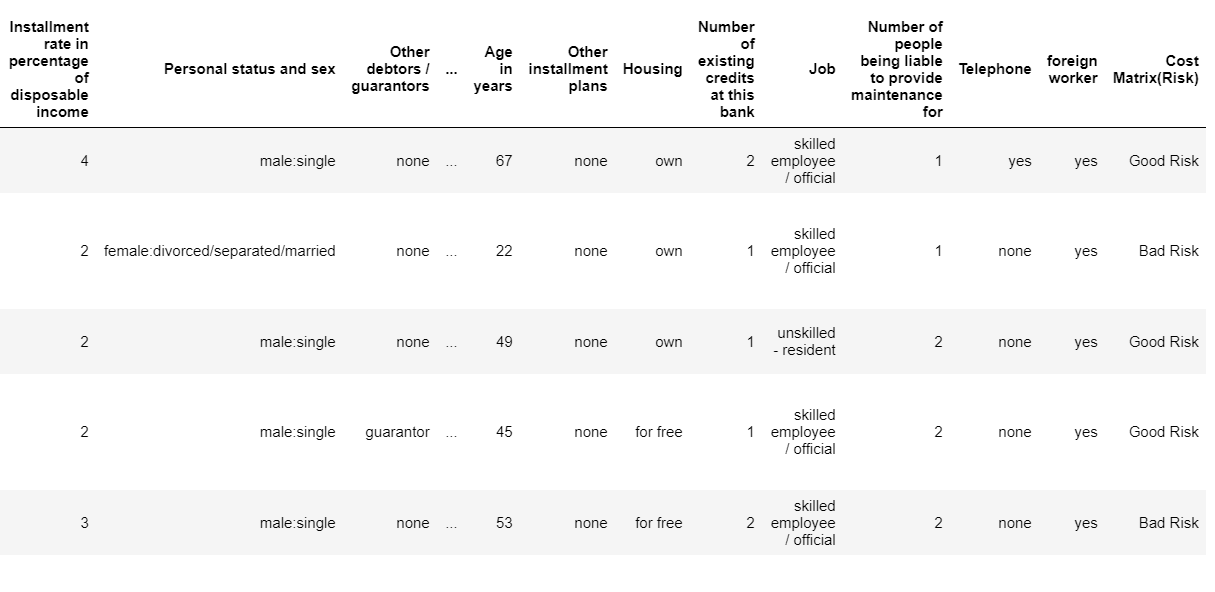 Installment rate in percentage of disposable income Personal status and sex Other debtors / guarantors ... Age in years Other installment plans Housing Number of existing credits at this bank Job Number of people being liable to provide maintenance for Telephone foreign worker Cost Matrix(Risk)
4 male:single none ... 67 none own 2 skilled employee / official 1 yes yes Good Risk
2 female:divorced/separated/married none ... 22 none own 1 skilled employee / official 1 none yes Bad Risk
2 male:single none ... 49 none own 1 unskilled - resident 2 none yes Good Risk
2 male:single guarantor ... 45 none for free 1 skilled employee / official 2 none yes Good Risk
3 male:single none ... 53 none for free 2 skilled employee / official 2 none yes Bad Risk